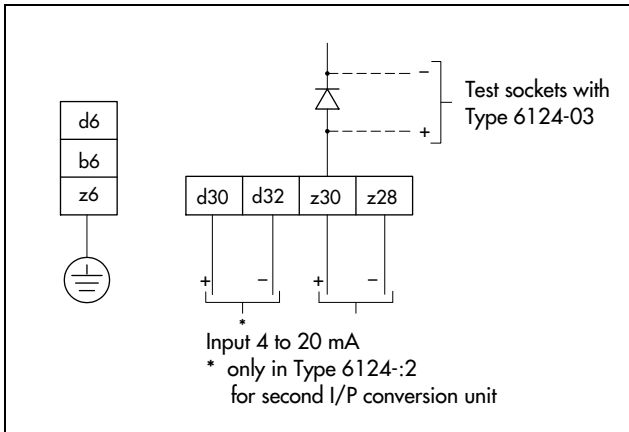 −
Test sockets with
Type 6124-03
+
d6
b6
z6
d30 d32 z30 z28
+ − + −
*
Input 4 to 20 mA
* only in Type 6124-:2
for second I/P conversion unit